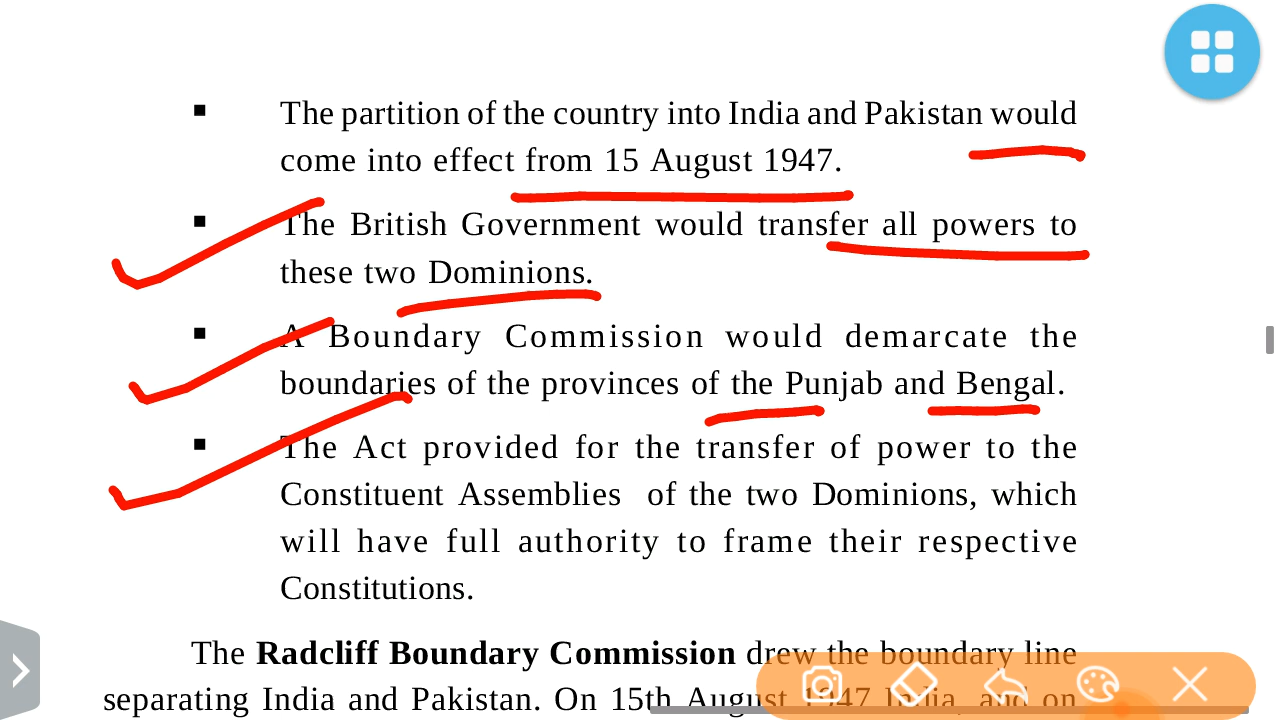 ▪ The partition of the country into India and Pakistan would
come into effect from 15 August 1947.
▪ The British Government would transfer all powers to
these two Dominions.
▪ A Boundary Commission would demarcate the
boundaries of the provinces of the Punjab and Bengal.
▪ The Act provided for the transfer of power to the
Constituent Assemblies of the two Dominions, which
will have full authority to frame their respective
Constitutions.
The Radcliff Boundary Commission drew the boundary line
separating India and Pakistan. On 15th August 1947 India, and on